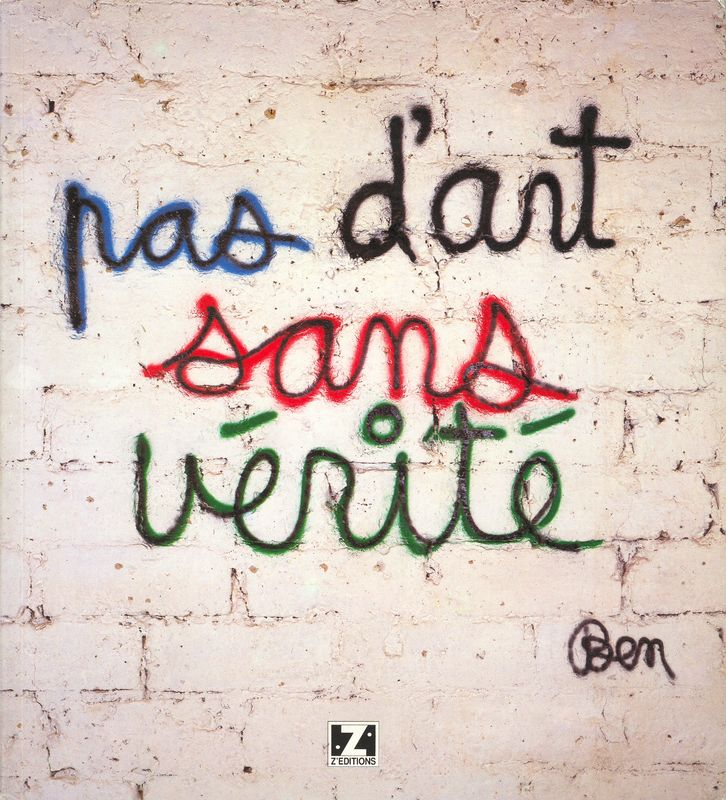 pas d'art
sans
vérité
Ben
.Z.
Z'EDITIONS